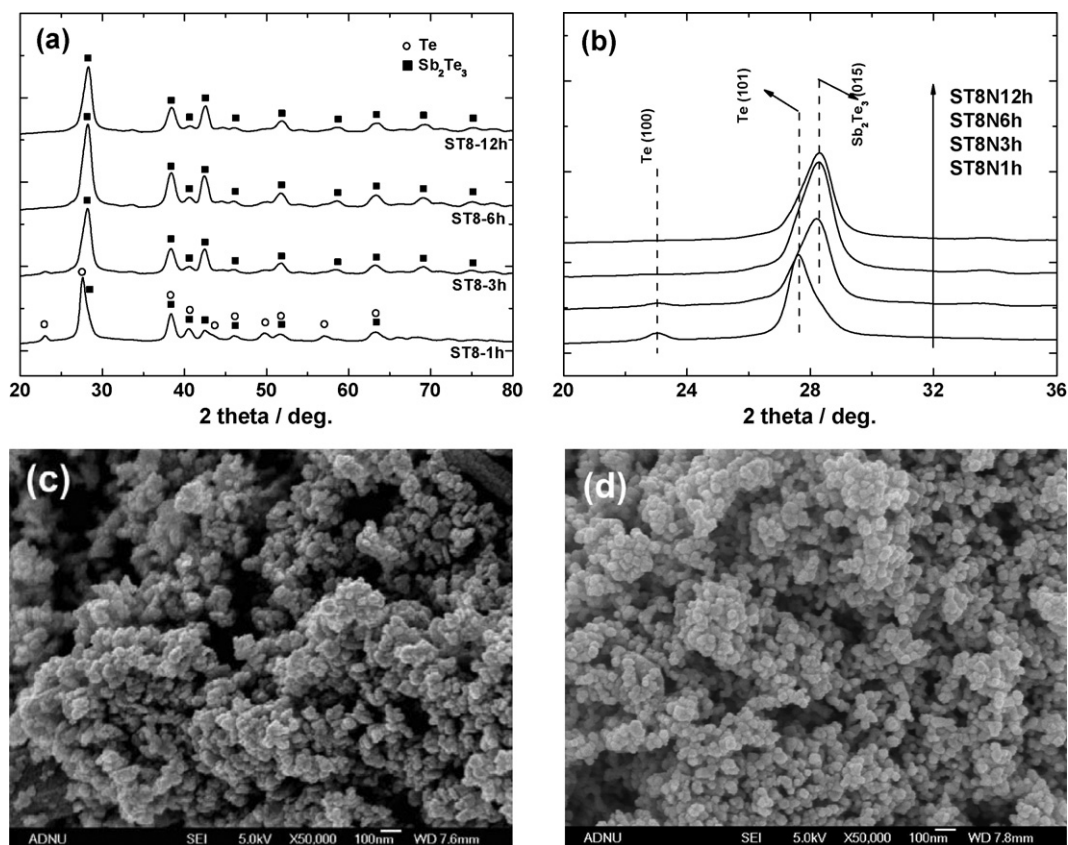 (a)
○ Te
■ Sb₂Te₃
ST8-12h
ST8-6h
ST8-3h
ST8-1h
20 30 40 50 60 70 80
2 theta / deg.
(b)
Te (100)
Te (101)
Sb₂Te₃ (015)
ST8N12h
ST8N6h
ST8N3h
ST8N1h
20 24 28 32 36
2 theta / deg.
(c)
ADNU SEI 5.0kV X50,000 100nm WD 7.6mm
(d)
ADNU SEI 5.0kV X50,000 100nm WD 7.8mm